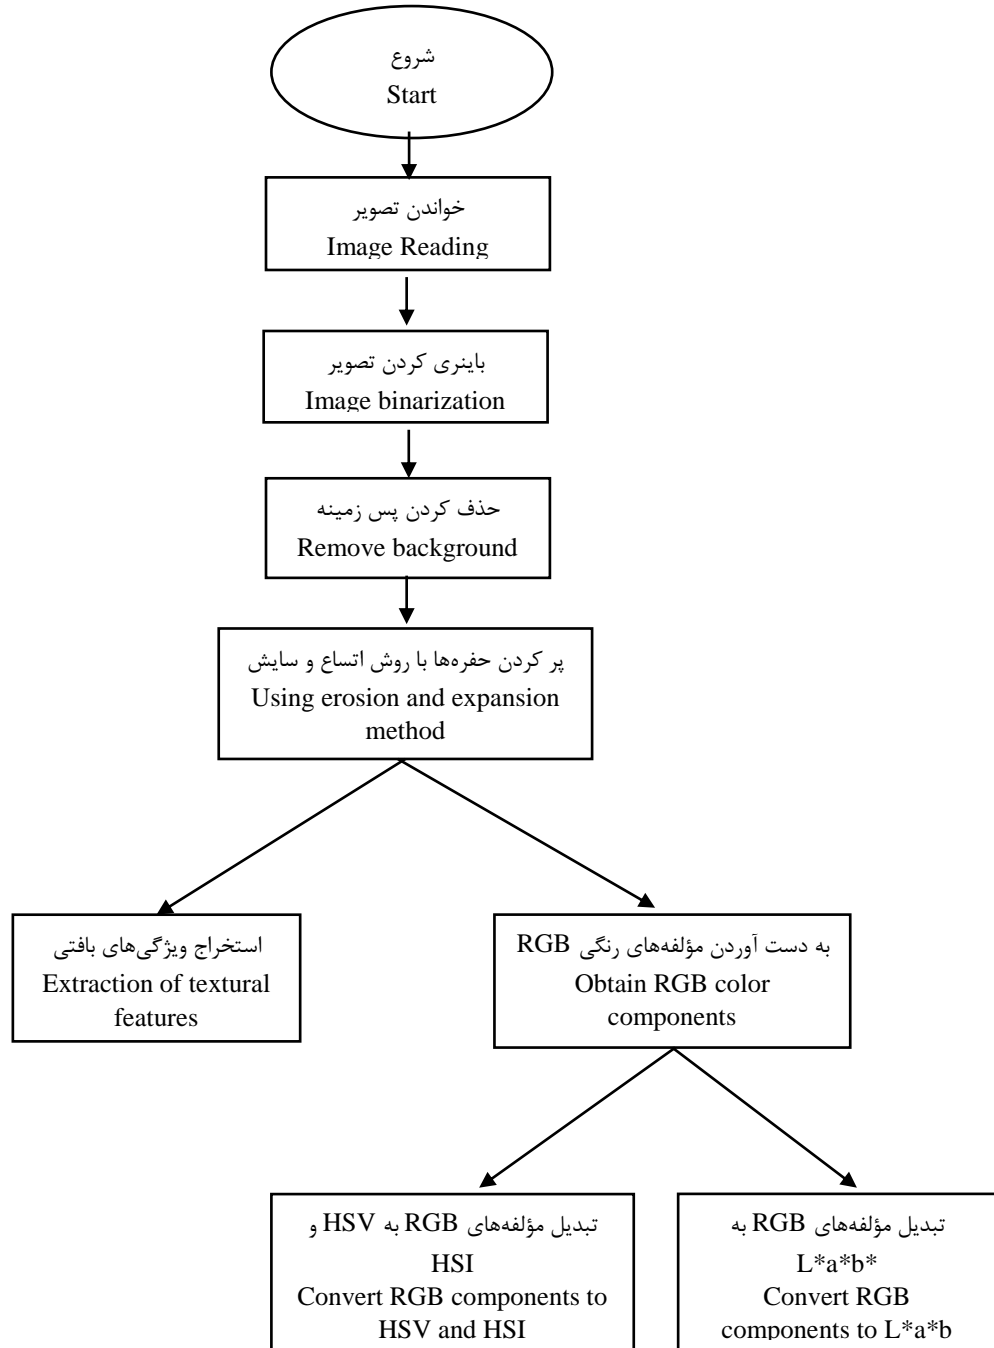 شروع
Start
خواندن تصویر
Image Reading
باینری کردن تصویر
Image binarization
حذف کردن پس زمینه
Remove background
پر کردن حفره‌ها با روش اتساع و سایش
Using erosion and expansion
method
استخراج ویژگی‌های بافتی
Extraction of textural
features
به دست آوردن مؤلفه‌های رنگی RGB
Obtain RGB color
components
تبدیل مؤلفه‌های RGB به HSV و
HSI
Convert RGB components to
HSV and HSI
تبدیل مؤلفه‌های RGB به
L*a*b*
Convert RGB
components to L*a*b